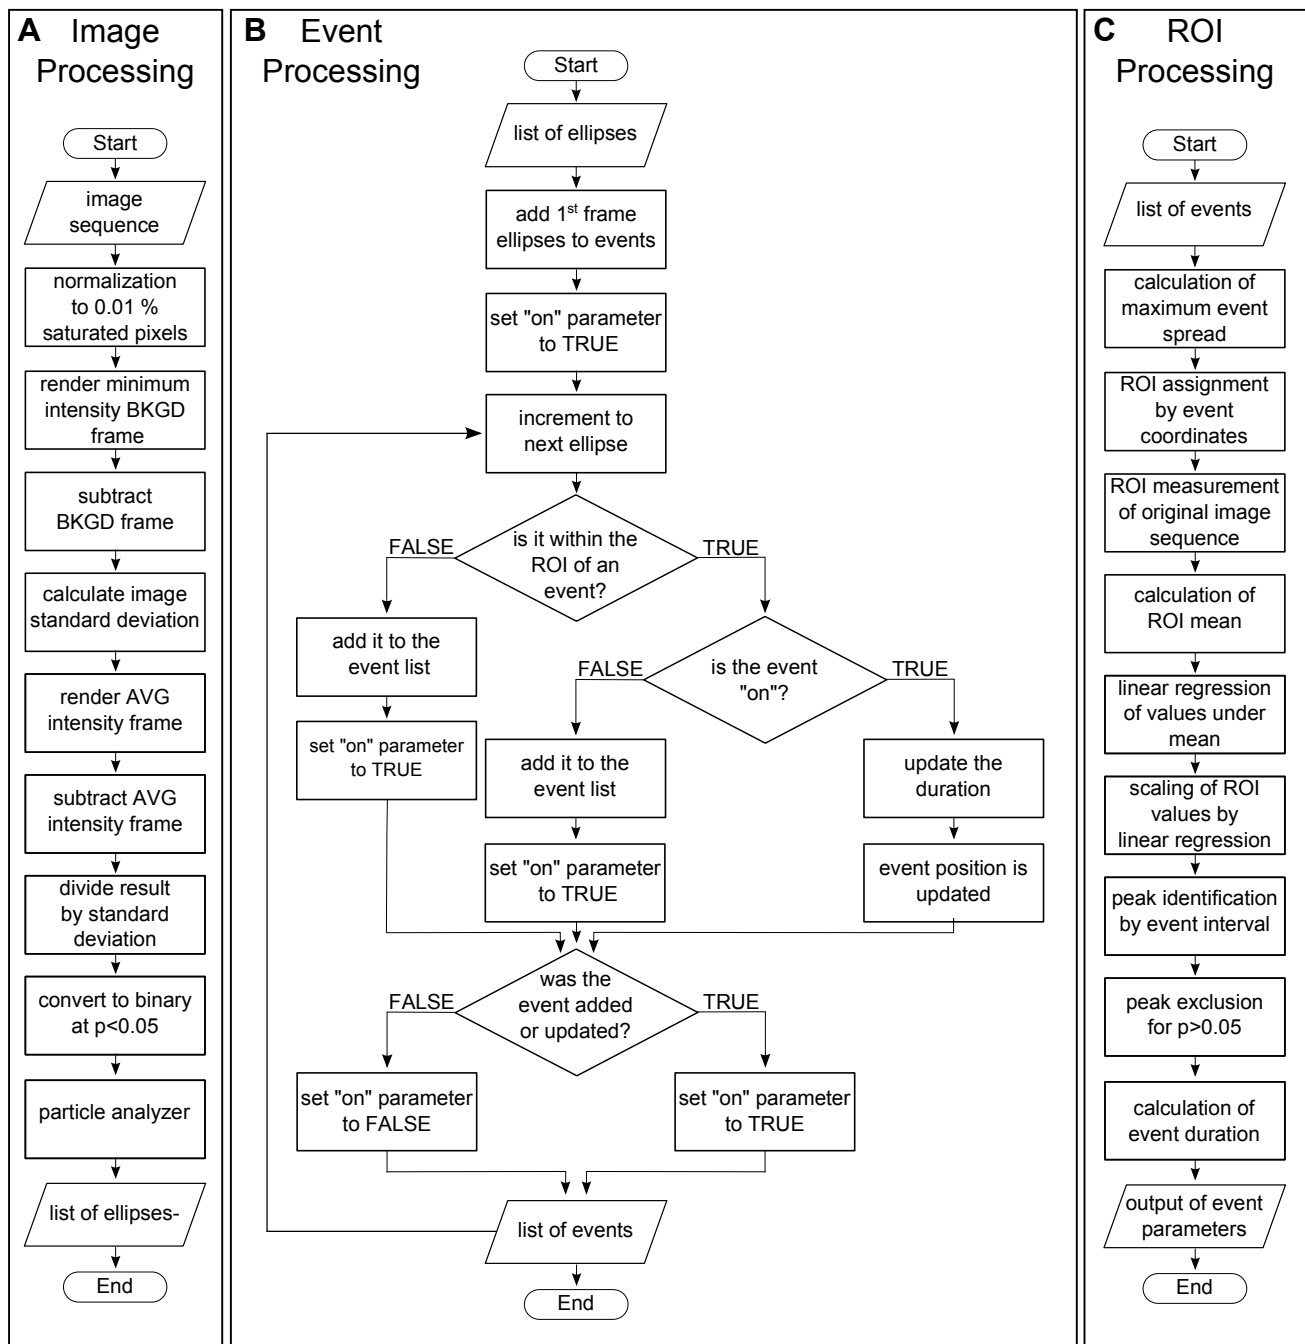 A Image
Processing
Start
image
sequence
normalization
to 0.01 %
saturated pixels
render minimum
intensity BKGD
frame
subtract
BKGD frame
calculate image
standard deviation
render AVG
intensity frame
subtract AVG
intensity frame
divide result
by standard
deviation
convert to binary
at p<0.05
particle analyzer
list of ellipses-
End
B Event
Processing
Start
list of ellipses
add 1st frame
ellipses to events
set "on" parameter
to TRUE
increment to
next ellipse
is it within the
ROI of an
event?
FALSE
TRUE
add it to the
event list
set "on" parameter
to TRUE
is the event
"on"?
FALSE
TRUE
add it to the
event list
set "on" parameter
to TRUE
update the
duration
event position is
updated
was the
event added
or updated?
FALSE
TRUE
set "on" parameter
to FALSE
set "on" parameter
to TRUE
list of events
End
C ROI
Processing
Start
list of events
calculation of
maximum event
spread
ROI assignment
by event
coordinates
ROI measurement
of original image
sequence
calculation of
ROI mean
linear regression
of values under
mean
scaling of ROI
values by
linear regression
peak identification
by event interval
peak exclusion
for p>0.05
calculation of
event duration
output of event
parameters
End